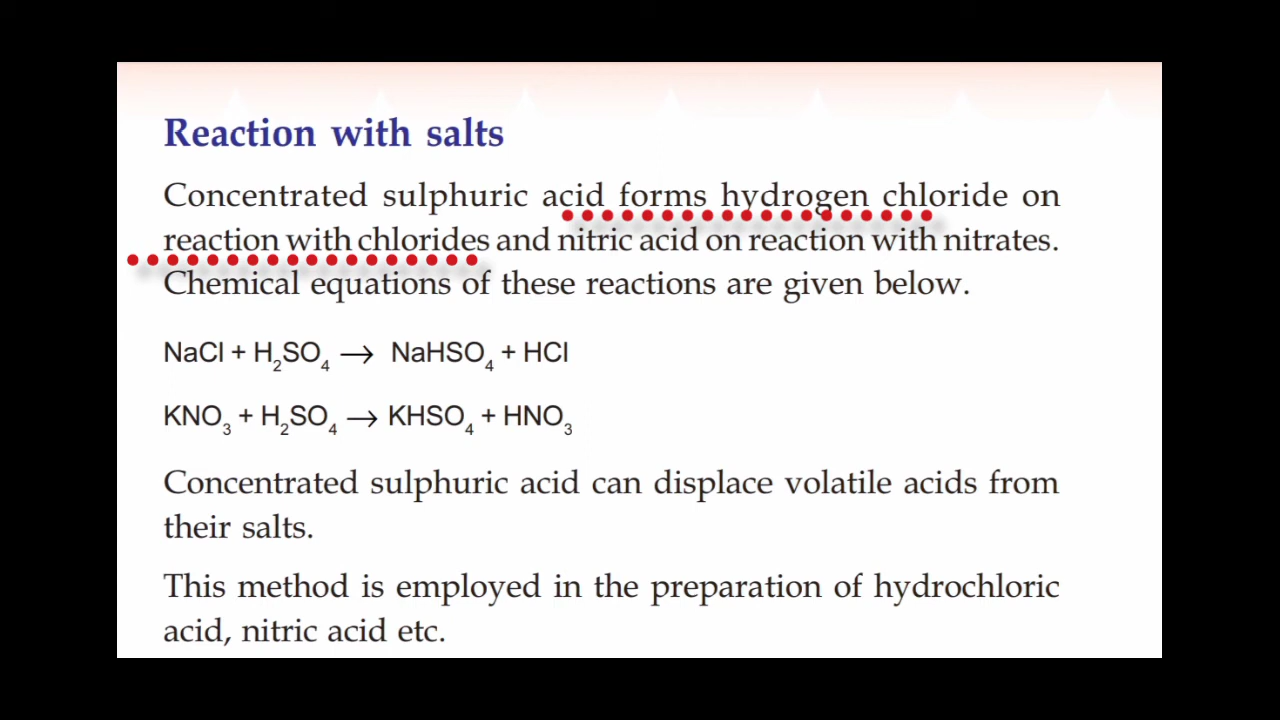 Reaction with salts
Concentrated sulphuric acid forms hydrogen chloride on
reaction with chlorides and nitric acid on reaction with nitrates.
Chemical equations of these reactions are given below.
NaCl + H₂SO₄ → NaHSO₄ + HCl
KNO₃ + H₂SO₄ → KHSO₄ + HNO₃
Concentrated sulphuric acid can displace volatile acids from
their salts.
This method is employed in the preparation of hydrochloric
acid, nitric acid etc.